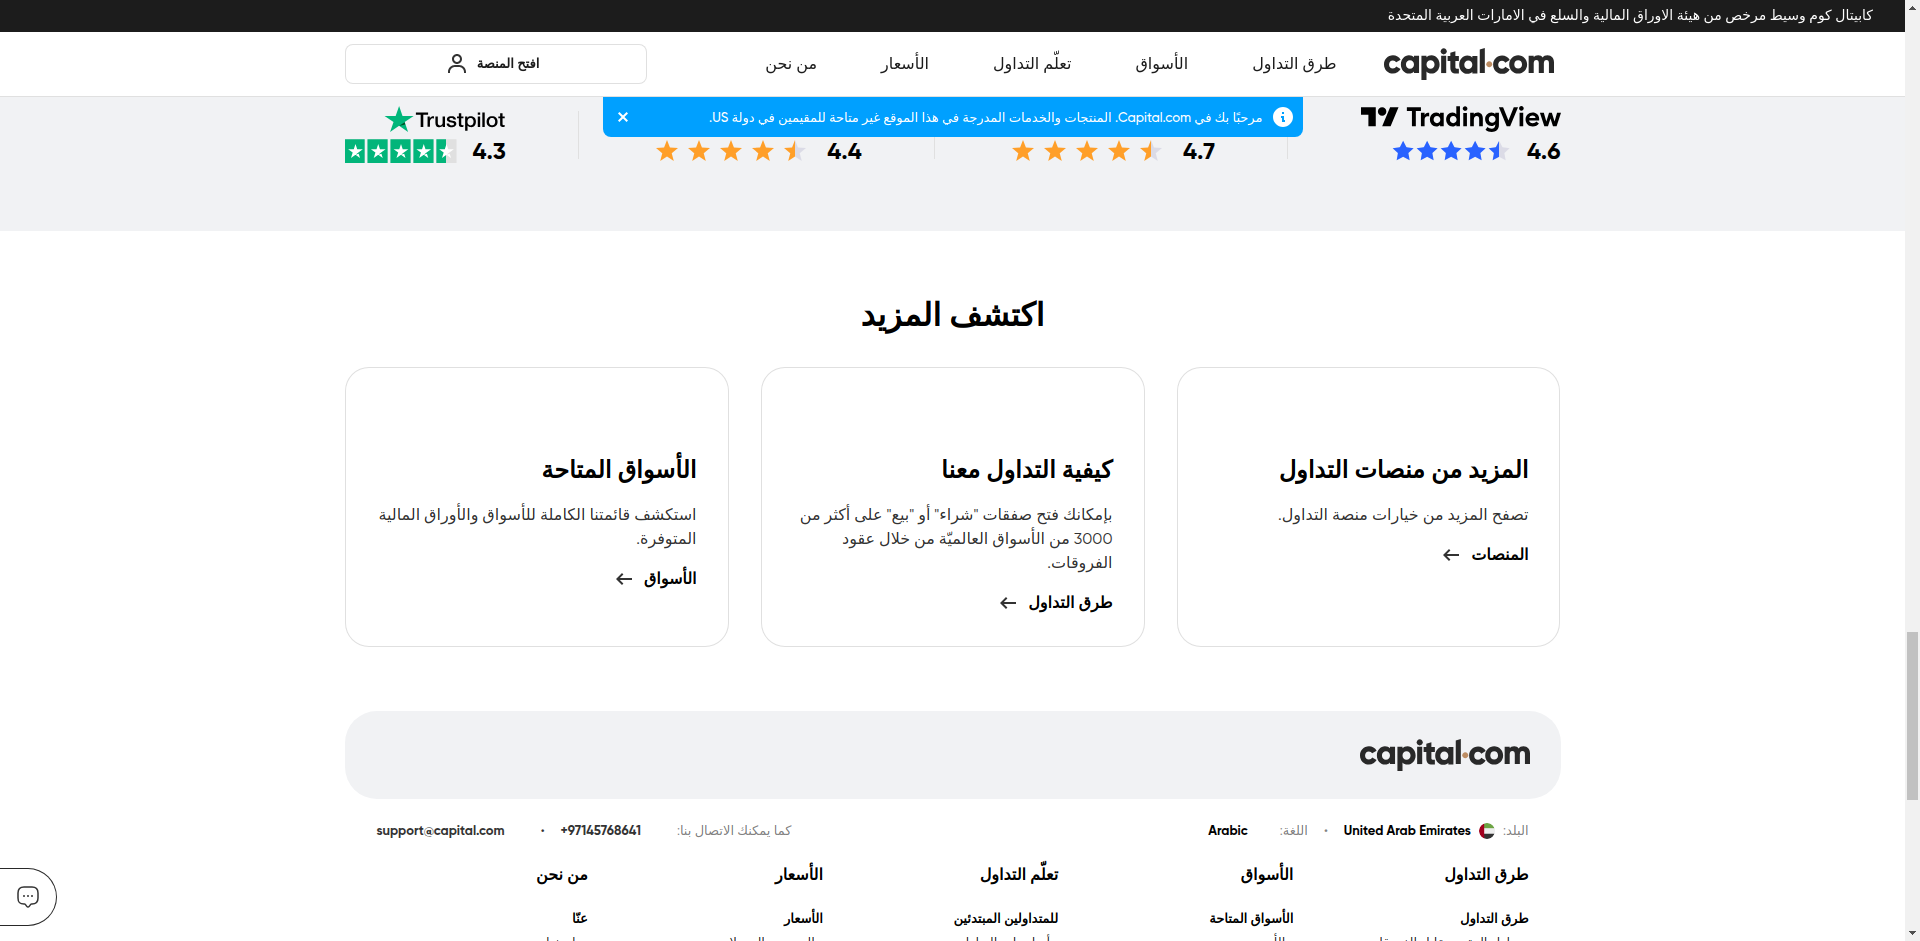 كابيتال كوم وسيط مرخص من هيئة الاوراق المالية والسلع في الامارات العربية المتحدة
capital.com
طرق التداول
الأسواق
تعلّم التداول
الأسعار
من نحن
افتح المنصة
مرحبًا بك في Capital.com. المنتجات والخدمات المدرجة في هذا الموقع غير متاحة للمقيمين في دولة US.
TradingView
4.6
4.7
4.4
Trustpilot
4.3
اكتشف المزيد
المزيد من منصات التداول
تصفح المزيد من خيارات منصة التداول.
المنصات
كيفية التداول معنا
بإمكانك فتح صفقات "شراء" أو "بيع" على أكثر من
3000 من الأسواق العالميّة من خلال عقود
الفروقات.
طرق التداول
الأسواق المتاحة
استكشف قائمتنا الكاملة للأسواق والأوراق المالية
المتوفرة.
الأسواق
capital.com
البلد: United Arab Emirates • اللغة: Arabic
كما يمكنك الاتصال بنا: +97145768641 • support@capital.com
طرق التداول
الأسواق
تعلّم التداول
الأسعار
من نحن
طرق التداول
الأسواق المتاحة
للمتداولين المبتدئين
الأسعار
عنّا